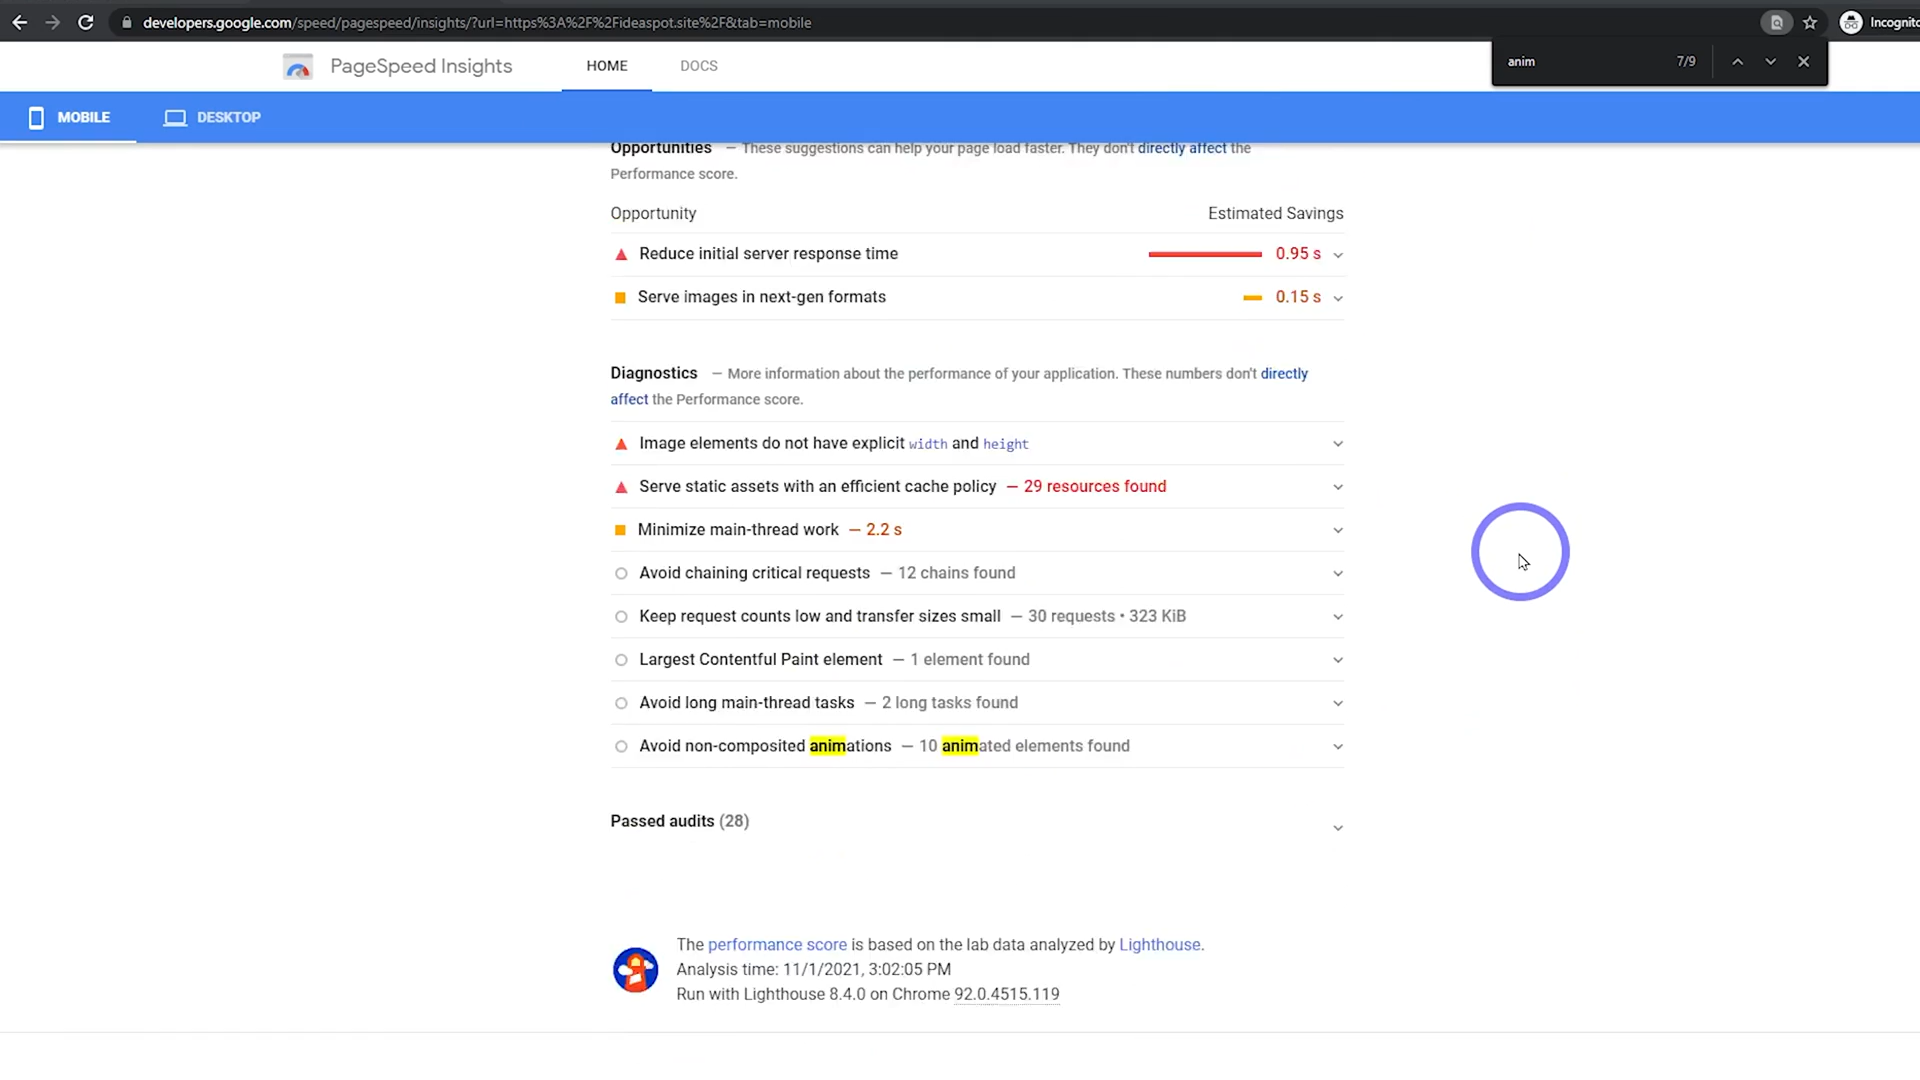 developers.google.com/speed/pagespeed/insights/?url=https%3A%2F%2Fideaspot.site%2F&tab=mobile
Incognito
anim 7/9
PageSpeed Insights HOME DOCS
MOBILE DESKTOP
Opportunities — These suggestions can help your page load faster. They don't directly affect the
Performance score.
Opportunity Estimated Savings
Reduce initial server response time 0.95 s
Serve images in next-gen formats 0.15 s
Diagnostics — More information about the performance of your application. These numbers don't directly
affect the Performance score.
Image elements do not have explicit width and height
Serve static assets with an efficient cache policy — 29 resources found
Minimize main-thread work — 2.2 s
Avoid chaining critical requests — 12 chains found
Keep request counts low and transfer sizes small — 30 requests • 323 KiB
Largest Contentful Paint element — 1 element found
Avoid long main-thread tasks — 2 long tasks found
Avoid non-composited animations — 10 animated elements found
Passed audits (28)
The performance score is based on the lab data analyzed by Lighthouse.
Analysis time: 11/1/2021, 3:02:05 PM
Run with Lighthouse 8.4.0 on Chrome 92.0.4515.119